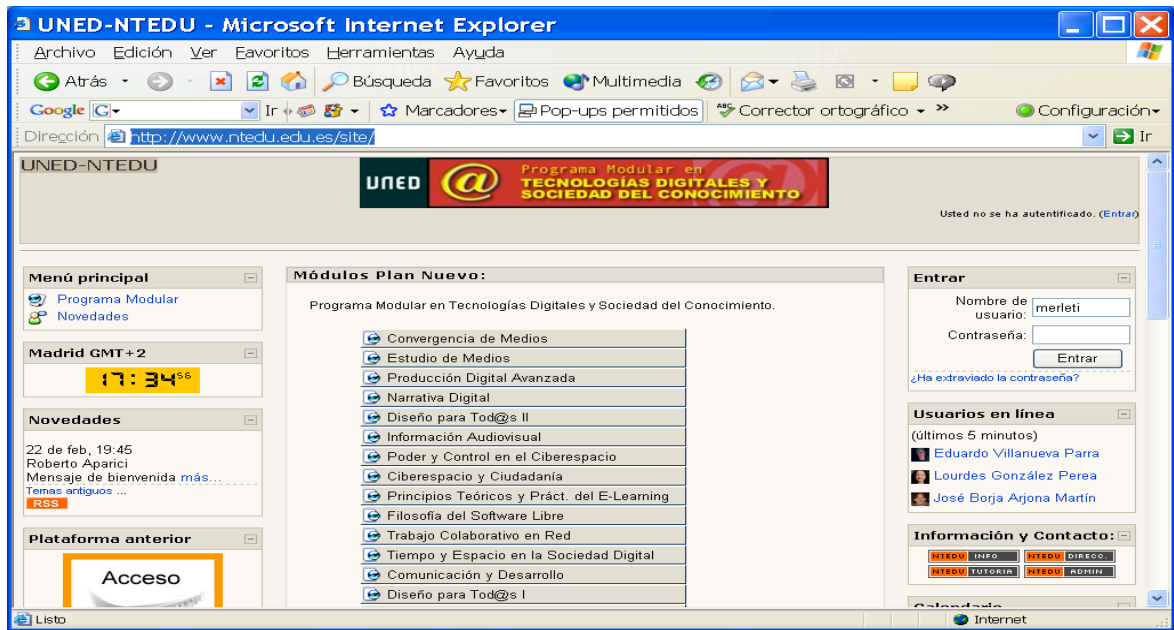 UNED-NTEDU - Microsoft Internet Explorer
Archivo Edición Ver Favoritos Herramientas Ayuda
Atrás Búsqueda Favoritos Multimedia
Google G Ir Marcadores Pop-ups permitidos ABC Corrector ortográfico » Configuración
Dirección http://www.ntedu.edu.es/site/ Ir
UNED-NTEDU
UNED @ Programa Modular en
TECNOLOGÍAS DIGITALES Y
SOCIEDAD DEL CONOCIMIENTO
Usted no se ha autentificado. (Entrar)
Menú principal
Programa Modular
Novedades
Madrid GMT+2
17:34 56
Novedades
22 de feb, 19:45
Roberto Aparici
Mensaje de bienvenida más...
Temas antiguos ...
RSS
Plataforma anterior
Acceso
Módulos Plan Nuevo:
Programa Modular en Tecnologías Digitales y Sociedad del Conocimiento.
Convergencia de Medios
Estudio de Medios
Producción Digital Avanzada
Narrativa Digital
Diseño para Tod@s II
Información Audiovisual
Poder y Control en el Ciberespacio
Ciberespacio y Ciudadanía
Principios Teóricos y Práct. del E-Learning
Filosofía del Software Libre
Trabajo Colaborativo en Red
Tiempo y Espacio en la Sociedad Digital
Comunicación y Desarrollo
Diseño para Tod@s I
Entrar
Nombre de
usuario: merleti
Contraseña:
Entrar
¿Ha extraviado la contraseña?
Usuarios en línea
(últimos 5 minutos)
Eduardo Villanueva Parra
Lourdes González Perea
José Borja Arjona Martín
Información y Contacto:
NTEDU INFO NTEDU DIRECC.
NTEDU TUTORIA NTEDU ADMIN
Calendario
Listo Internet